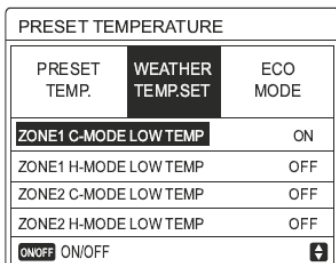 PRESET TEMPERATURE
PRESET TEMP.
WEATHER TEMP.SET
ECO MODE
ZONE1 C-MODE LOW TEMP ON
ZONE1 H-MODE LOW TEMP OFF
ZONE2 C-MODE LOW TEMP OFF
ZONE2 H-MODE LOW TEMP OFF
ON/OFF ON/OFF